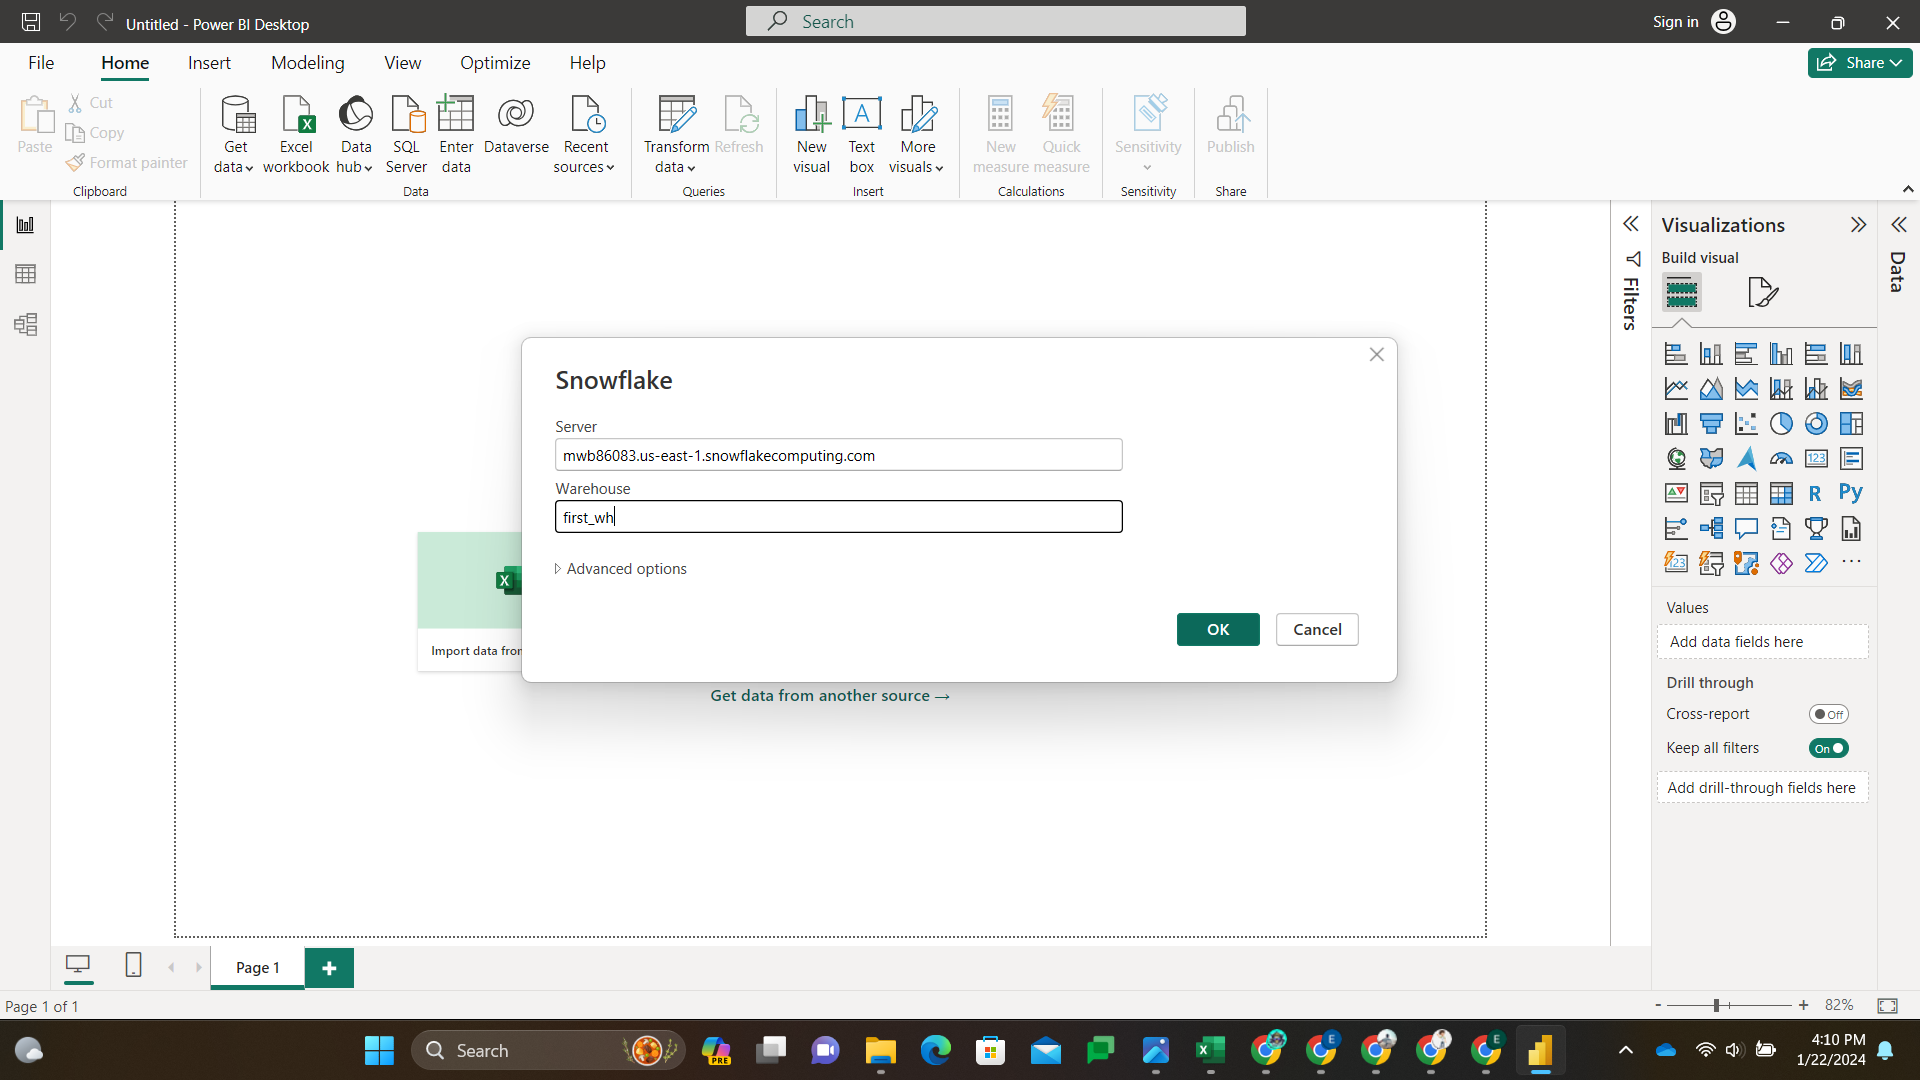 Untitled - Power BI Desktop
Search
Sign in
File
Home
Insert
Modeling
View
Optimize
Help
Share
Paste
Cut
Copy
Format painter
Clipboard
Get data
Excel workbook
Data hub
SQL Server
Enter data
Dataverse
Recent sources
Data
Transform data
Refresh
Queries
New visual
Text box
More visuals
Insert
New measure
Quick measure
Calculations
Sensitivity
Sensitivity
Publish
Share
Filters
Visualizations
Build visual
Data
123
R
Py
123
Values
Add data fields here
Drill through
Cross-report
Off
Keep all filters
On
Add drill-through fields here
Snowflake
Server
mwb86083.us-east-1.snowflakecomputing.com
Warehouse
first_wh
Advanced options
OK
Cancel
Import data fron
Get data from another source →
Page 1
Page 1 of 1
82%
Search
PRE
E
E
4:10 PM
1/22/2024